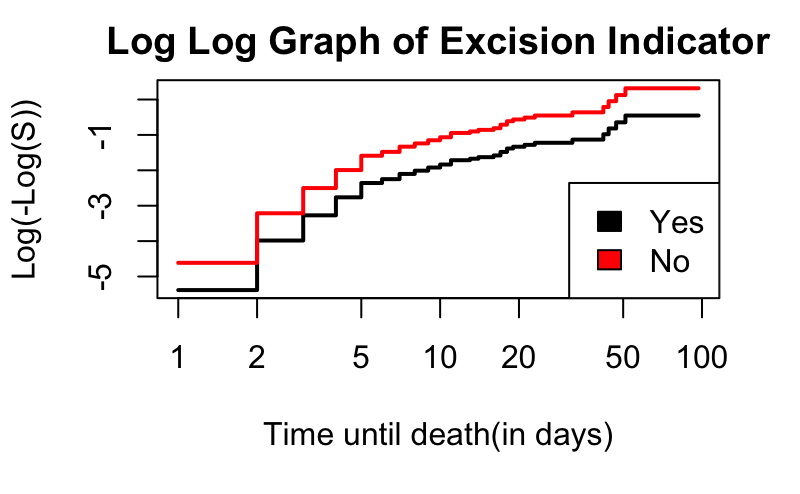 Log Log Graph of Excision Indicator
Log(-Log(S))
-1
-3
-5
Yes
No
1 2 5 10 20 50 100
Time until death(in days)